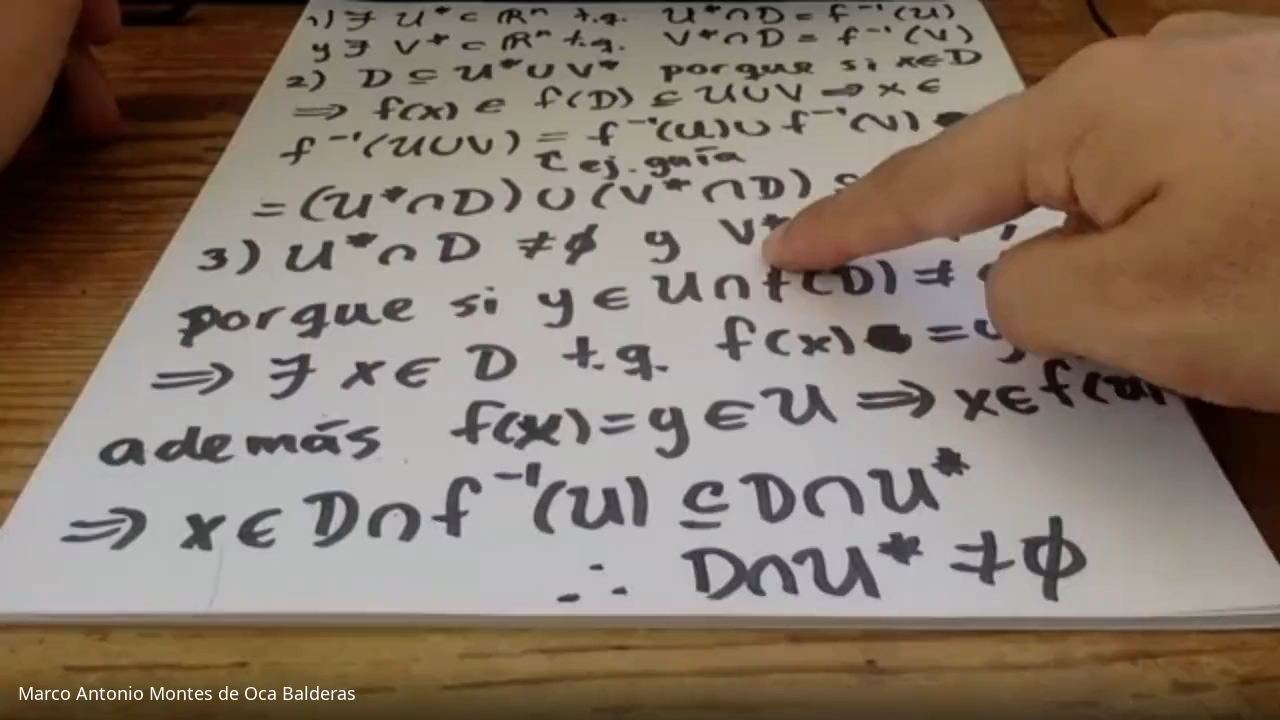 1) ∃ U* ⊂ ℝⁿ t.q. U*∩D = f⁻¹(U)
y ∃ V* ⊂ ℝⁿ t.q. V*∩D = f⁻¹(V)
2) D ⊆ U*∪V* porque si x∈D
⇒ f(x) ∈ f(D) ⊆ U∪V ⇒ x ∈
f⁻¹(U∪V) = f⁻¹(U)∪f⁻¹(V)
ej. guía
= (U*∩D)∪(V*∩D)
3) U*∩D ≠ ∅ y V*
porque si y ∈ U∩f(D) ≠
⇒ ∃ x∈D t.q. f(x) = y
además f(x)=y∈U ⇒ x∈f(U)
⇒ x∈D∩f⁻¹(U) ⊆ D∩U*
∴ D∩U* ≠ ∅
Marco Antonio Montes de Oca Balderas